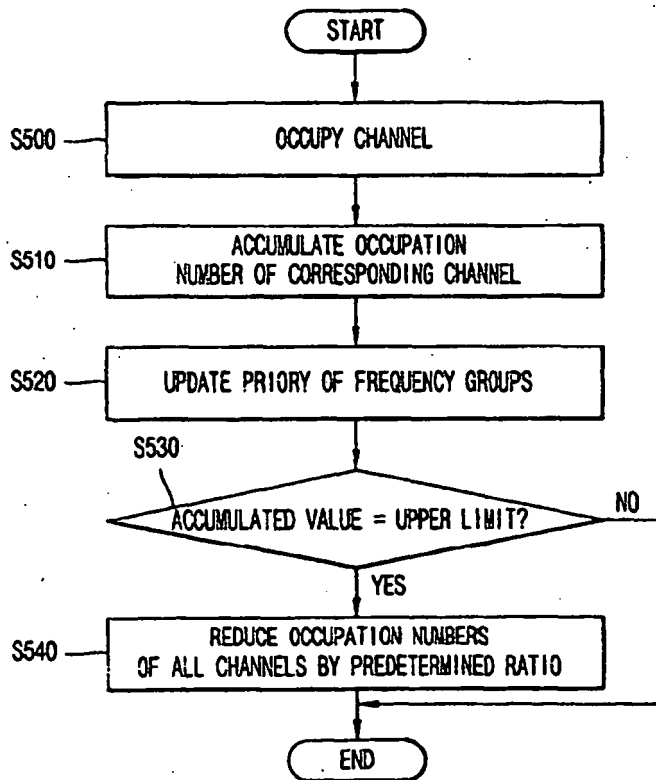 START
S500
OCCUPY CHANNEL
S510
ACCUMULATE OCCUPATION
NUMBER OF CORRESPONDING CHANNEL
S520
UPDATE PRIORY OF FREQUENCY GROUPS
S530
ACCUMULATED VALUE = UPPER LIMIT?
NO
YES
S540
REDUCE OCCUPATION NUMBERS
OF ALL CHANNELS BY PREDETERMINED RATIO
END